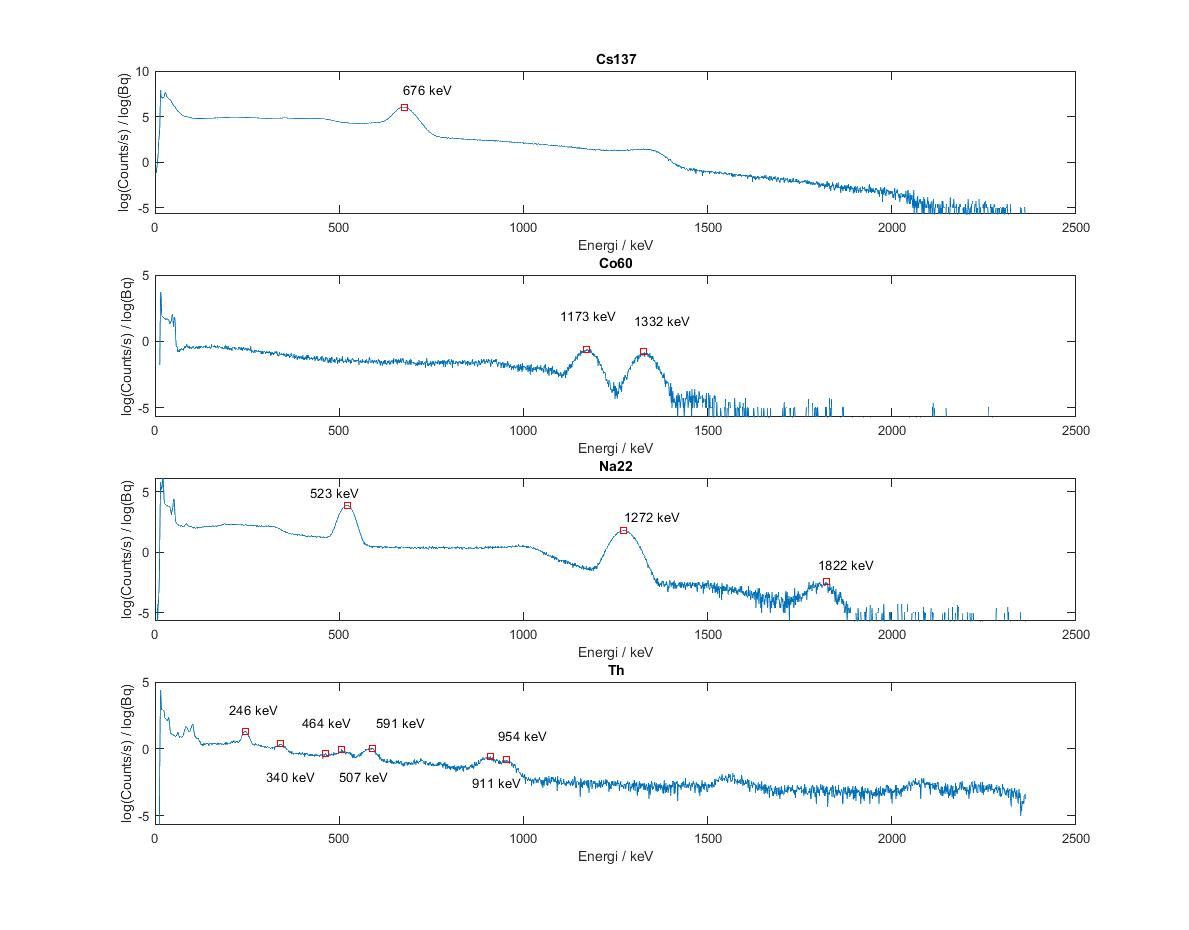 Cs137
log(Counts/s) / log(Bq)
10
5
0
-5
676 keV
0 500 1000 1500 2000 2500
Energi / keV
Co60
log(Counts/s) / log(Bq)
5
0
-5
1173 keV
1332 keV
0 500 1000 1500 2000 2500
Energi / keV
Na22
log(Counts/s) / log(Bq)
5
0
-5
523 keV
1272 keV
1822 keV
0 500 1000 1500 2000 2500
Energi / keV
Th
log(Counts/s) / log(Bq)
5
0
-5
246 keV
340 keV
464 keV
507 keV
591 keV
911 keV
954 keV
0 500 1000 1500 2000 2500
Energi / keV